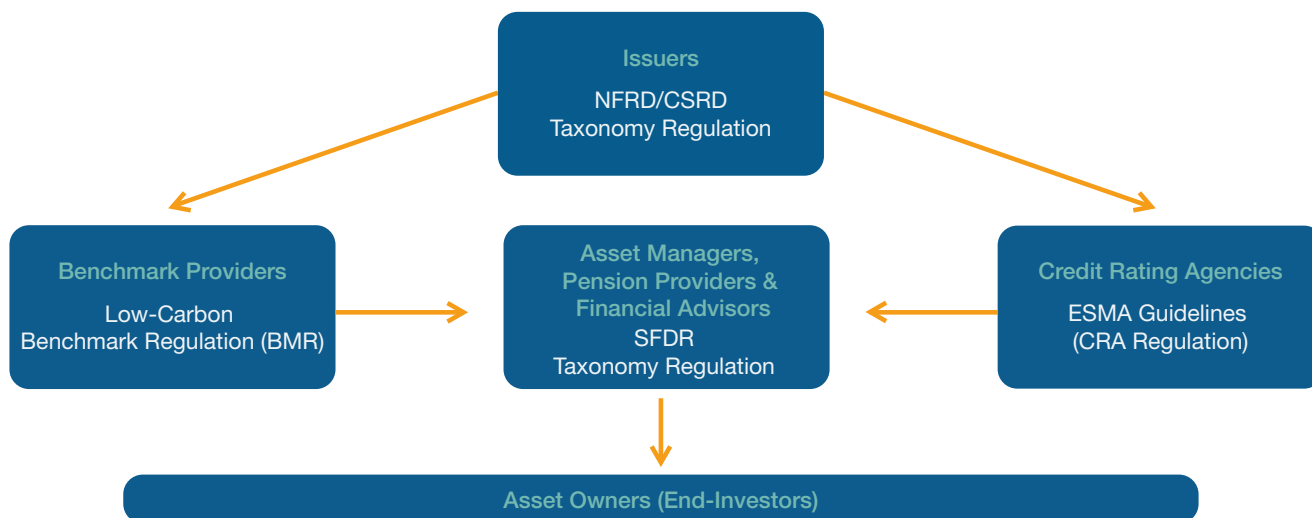 Issuers
NFRD/CSRD
Taxonomy Regulation
Benchmark Providers
Low-Carbon
Benchmark Regulation (BMR)
Asset Managers,
Pension Providers &
Financial Advisors
SFDR
Taxonomy Regulation
Credit Rating Agencies
ESMA Guidelines
(CRA Regulation)
Asset Owners (End-Investors)